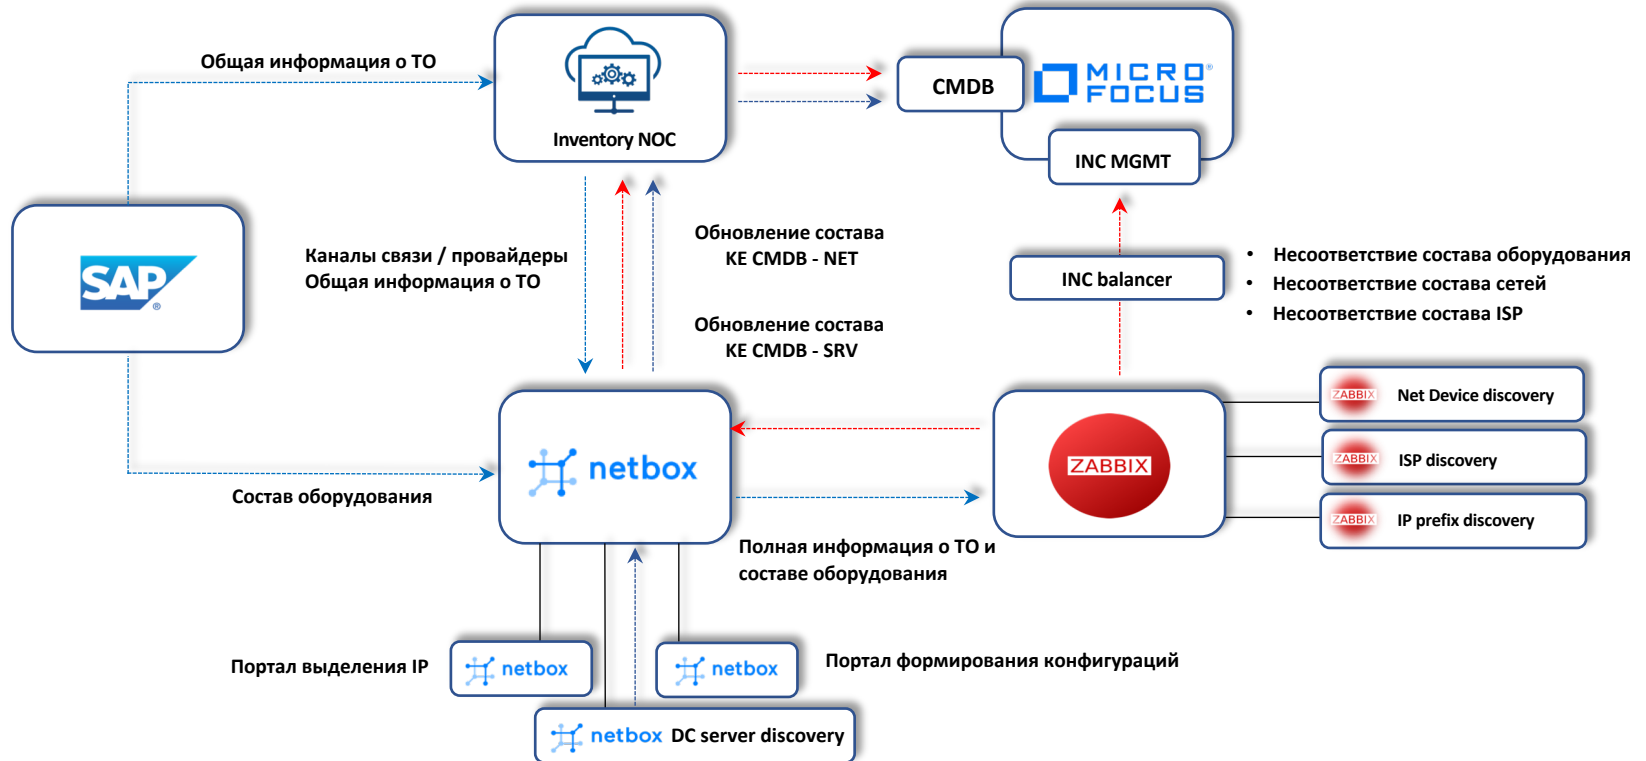 Общая информация о ТО
Inventory NOC
CMDB
MICRO®
FOCUS
INC MGMT
SAP®
Каналы связи / провайдеры
Общая информация о ТО
Обновление состава
КЕ CMDB - NET
Обновление состава
КЕ CMDB - SRV
INC balancer
• Несоответствие состава оборудования
• Несоответствие состава сетей
• Несоответствие состава ISP
Состав оборудования
netbox
ZABBIX
ZABBIX Net Device discovery
ZABBIX ISP discovery
ZABBIX IP prefix discovery
Полная информация о ТО и
составе оборудования
Портал выделения IP
netbox
netbox
Портал формирования конфигураций
netbox DC server discovery